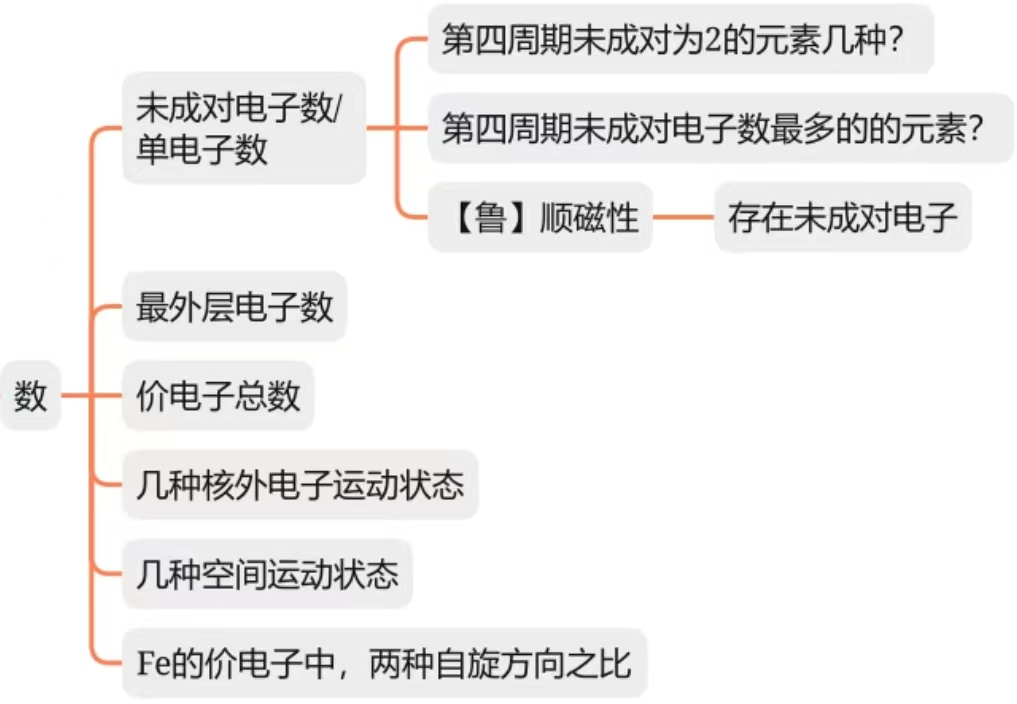 第四周期未成对为2的元素几种？
未成对电子数/
单电子数
第四周期未成对电子数最多的的元素？
【鲁】顺磁性
存在未成对电子
最外层电子数
数
价电子总数
几种核外电子运动状态
几种空间运动状态
Fe的价电子中，两种自旋方向之比